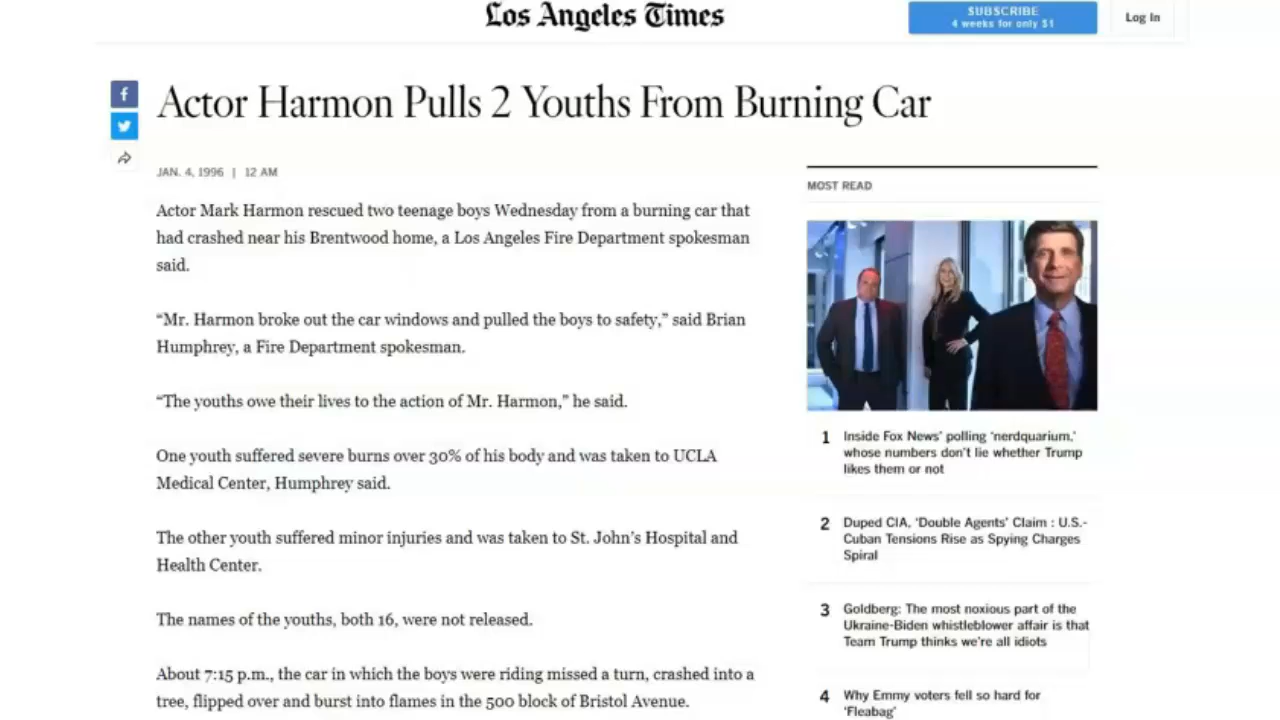 Los Angeles Times
SUBSCRIBE
4 weeks for only $1
Log In
Actor Harmon Pulls 2 Youths From Burning Car
JAN. 4, 1996 | 12 AM
Actor Mark Harmon rescued two teenage boys Wednesday from a burning car that
had crashed near his Brentwood home, a Los Angeles Fire Department spokesman
said.
“Mr. Harmon broke out the car windows and pulled the boys to safety,” said Brian
Humphrey, a Fire Department spokesman.
“The youths owe their lives to the action of Mr. Harmon,” he said.
One youth suffered severe burns over 30% of his body and was taken to UCLA
Medical Center, Humphrey said.
The other youth suffered minor injuries and was taken to St. John’s Hospital and
Health Center.
The names of the youths, both 16, were not released.
About 7:15 p.m., the car in which the boys were riding missed a turn, crashed into a
tree, flipped over and burst into flames in the 500 block of Bristol Avenue.
MOST READ
1 Inside Fox News’ polling ‘nerdquarium,’
whose numbers don’t lie whether Trump
likes them or not
2 Duped CIA, ‘Double Agents’ Claim : U.S.-
Cuban Tensions Rise as Spying Charges
Spiral
3 Goldberg: The most noxious part of the
Ukraine-Biden whistleblower affair is that
Team Trump thinks we’re all idiots
4 Why Emmy voters fell so hard for
‘Fleabag’